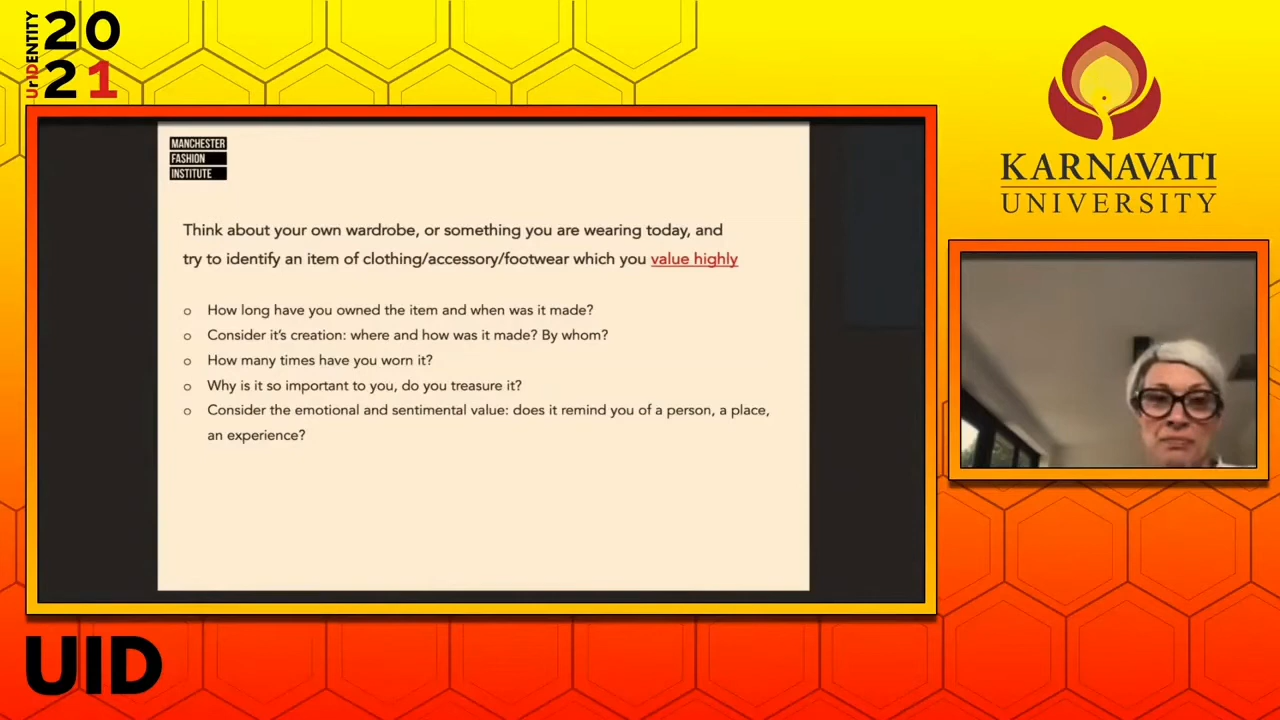 UrIDENTITY
20
21
MANCHESTER
FASHION
INSTITUTE
Think about your own wardrobe, or something you are wearing today, and
try to identify an item of clothing/accessory/footwear which you value highly
o How long have you owned the item and when was it made?
o Consider it's creation: where and how was it made? By whom?
o How many times have you worn it?
o Why is it so important to you, do you treasure it?
o Consider the emotional and sentimental value: does it remind you of a person, a place,
an experience?
KARNAVATI
UNIVERSITY
UID